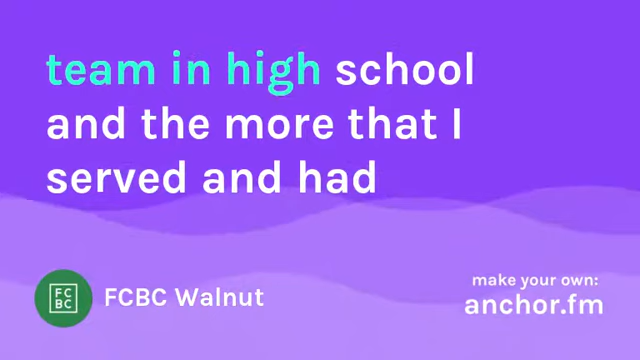 team in high school
and the more that I
served and had
FC
BC
FCBC Walnut
make your own:
anchor.fm